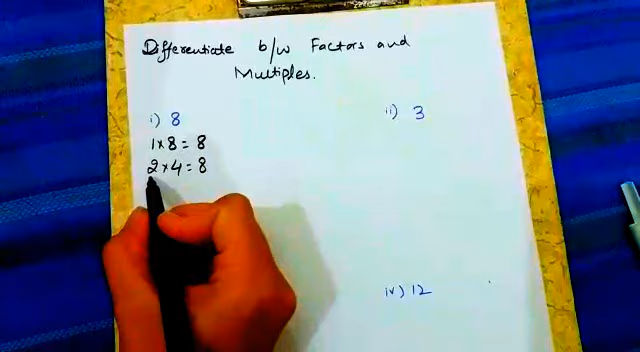 Differentiate b/w Factors and
Multiples.
i) 8
1 × 8 = 8
2 × 4 = 8
ii) 3
iv) 12